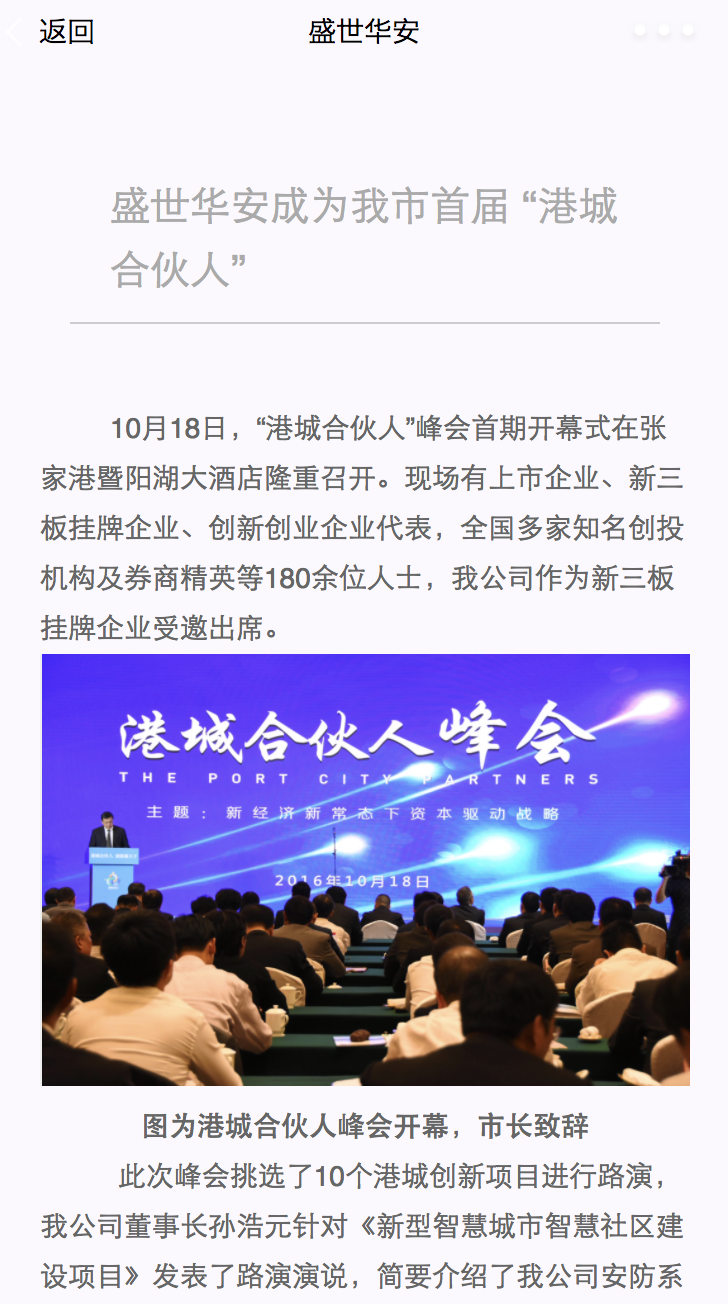 返回
盛世华安
盛世华安成为我市首届 “港城
合伙人”
10月18日，“港城合伙人”峰会首期开幕式在张
家港暨阳湖大酒店隆重召开。现场有上市企业、新三
板挂牌企业、创新创业企业代表，全国多家知名创投
机构及券商精英等180余位人士，我公司作为新三板
挂牌企业受邀出席。
港城合伙人峰会
THE PORT CITY PARTNERS
主题：新经济新常态下资本驱动战略
2016年10月18日
图为港城合伙人峰会开幕，市长致辞
此次峰会挑选了10个港城创新项目进行路演，
我公司董事长孙浩元针对《新型智慧城市智慧社区建
设项目》发表了路演演说，简要介绍了我公司安防系